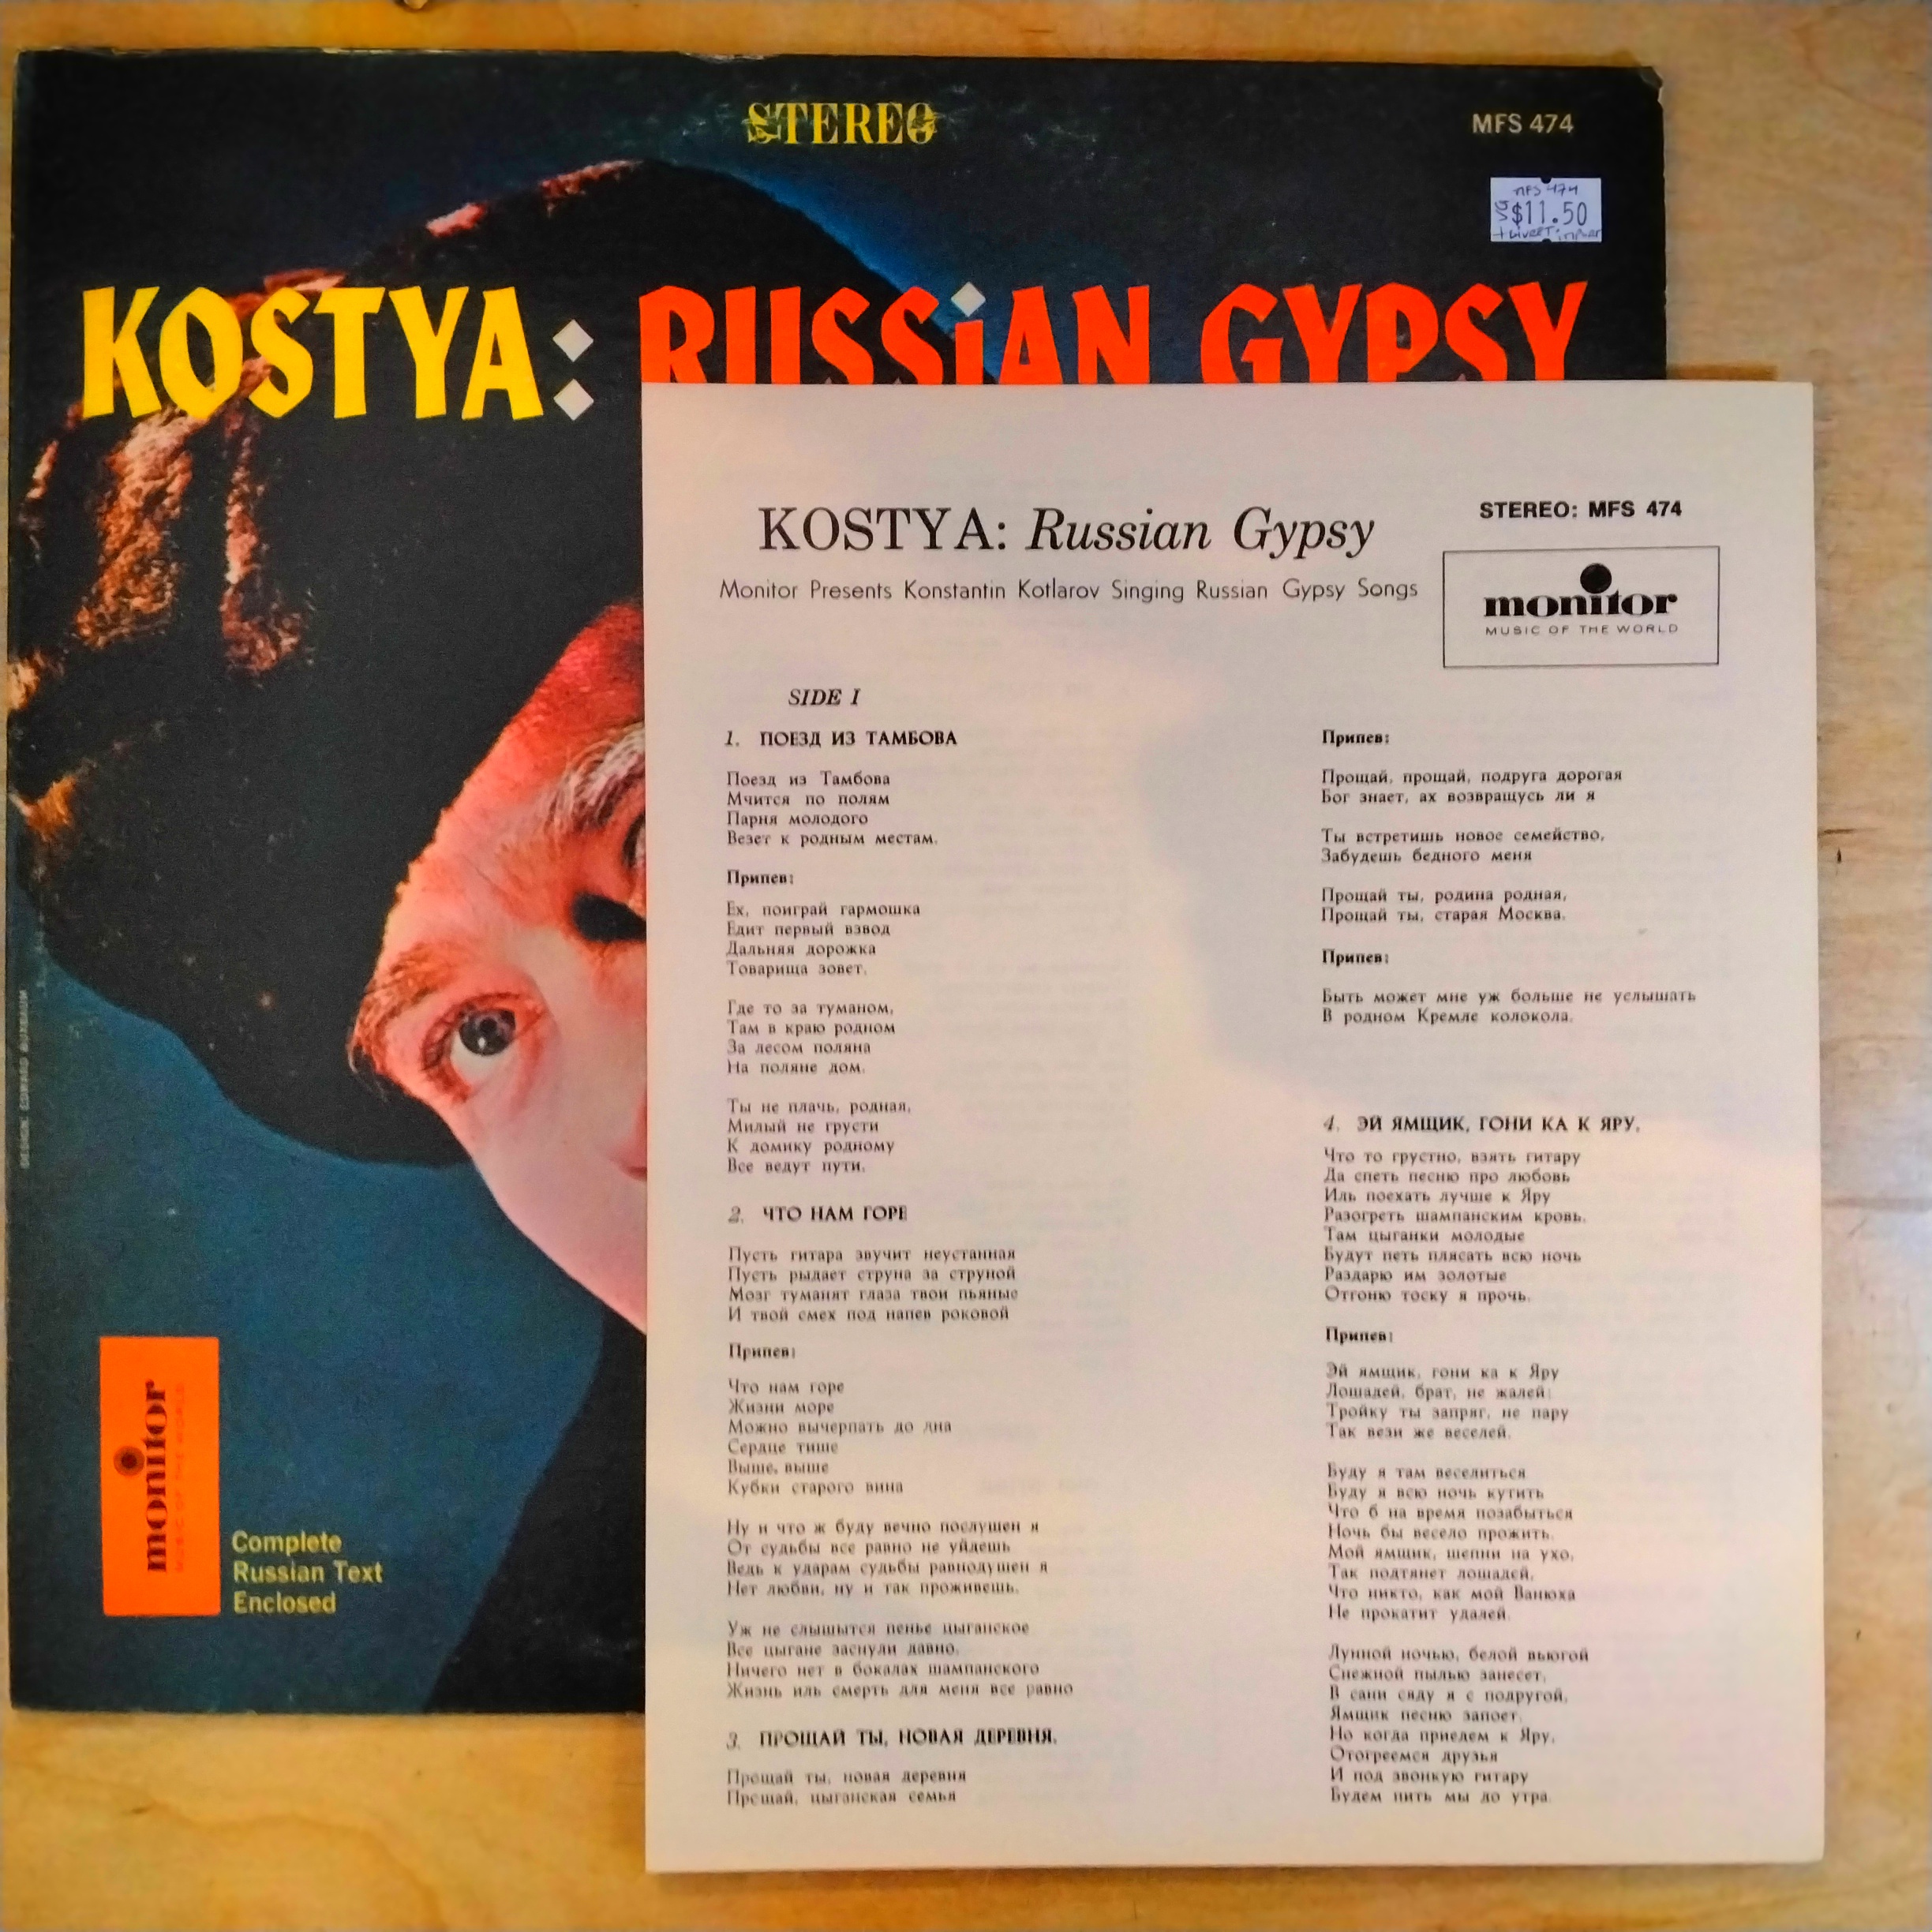 STEREO
MFS 474
MFS 474
$11.50
KOSTYA: RUSSIAN GYPSY
DESIGN: EDWARD BUXBAUM
monitor
MUSIC OF THE WORLD
Complete
Russian Text
Enclosed
KOSTYA: Russian Gypsy
Monitor Presents Konstantin Kotlarov Singing Russian Gypsy Songs
STEREO: MFS 474
monitor
MUSIC OF THE WORLD
SIDE I
1. ПОЕЗД ИЗ ТАМБОВА
Поезд из Тамбова
Мчится по полям
Парня молодого
Везет к родным местам.
Припев:
Ех, поиграй гармошка
Едит первый взвод
Дальняя дорожка
Товарища зовет.
Где то за туманом,
Там в краю родном
За лесом поляна
На поляне дом.
Ты не плачь, родная,
Милый не грусти
К домику родному
Все ведут пути.
2. ЧТО НАМ ГОРЕ
Пусть гитара звучит неустанная
Пусть рыдает струна за струной
Мозг туманят глаза твои пьяные
И твой смех под напев роковой
Припев:
Что нам горе
Жизни море
Можно вычерпать до дна
Сердце тише
Выше, выше
Кубки старого вина
Ну и что ж буду вечно послушен я
От судьбы все равно не уйдешь
Ведь к ударам судьбы равнодушен я
Нет любви, ну и так проживешь.
Уж не слышытся пенье цыганское
Все цыгане заснули давно,
Ничего нет в бокалах шампанского
Жизнь иль смерть для меня все равно
3. ПРОЩАЙ ТЫ, НОВАЯ ДЕРЕВНЯ.
Прощай ты, новая деревня
Прощай, цыганская семья
Припев:
Прощай, прощай, подруга дорогая
Бог знает, ах возвращусь ли я
Ты встретишь новое семейство,
Забудешь бедного меня
Прощай ты, родина родная,
Прощай ты, старая Москва.
Припев:
Быть может мне уж больше не услышать
В родном Кремле колокола.
4. ЭЙ ЯМЩИК, ГОНИ КА К ЯРУ,
Что то грустно, взять гитару
Да спеть песню про любовь
Иль поехать лучше к Яру
Разогреть шампанским кровь.
Там цыганки молодые
Будут петь плясать всю ночь
Раздарю им золотые
Отгоню тоску я прочь.
Припев:
Эй ямщик, гони ка к Яру
Лошадей, брат, не жалей;
Тройку ты запряг, не пару
Так вези же веселей.
Буду я там веселиться
Буду я всю ночь кутить
Что б на время позабыться
Ночь бы весело прожить.
Мой ямщик, шепни на ухо,
Так подтянет лошадей,
Что никто, как мой Ванюха
Не прокатит удалей.
Лунной ночью, белой вьюгой
Снежной пылью занесет,
В сани сяду я с подругой,
Ямщик песню запоет.
Но когда приедем к Яру,
Отогреемся друзья
И под звонкую гитару
Будем пить мы до утра.